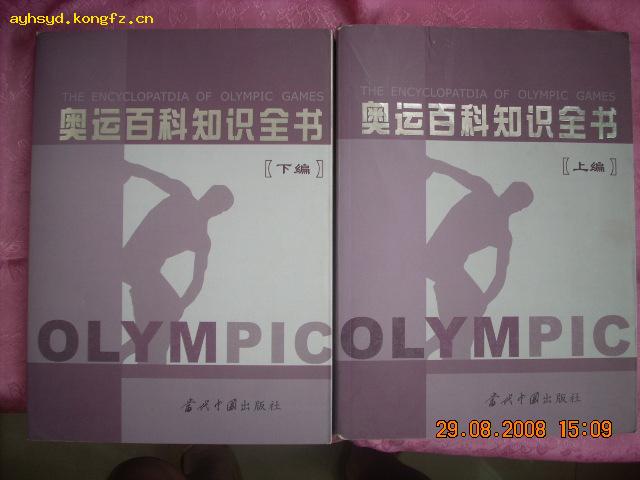 ayhsyd.kongfz.cn
THE ENCYCLOPATDIA OF OLYMPIC GAMES
奥运百科知识全书
〖下编〗
OLYMPIC
当代中国出版社
THE ENCYCLOPATDIA OF OLYMPIC GAMES
奥运百科知识全书
〖上编〗
OLYMPIC
当代中国出版社
29.08.2008 15:09